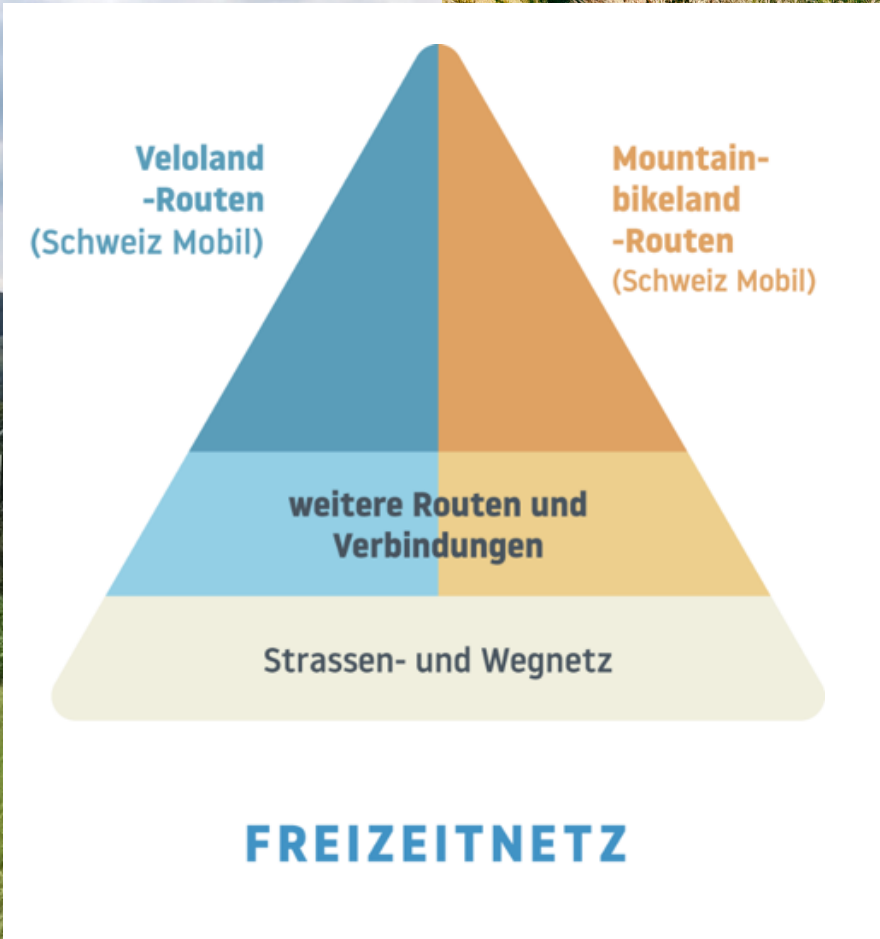 Veloland
-Routen
(Schweiz Mobil)
Mountain-
bikeland
-Routen
(Schweiz Mobil)
weitere Routen und
Verbindungen
Strassen- und Wegnetz
FREIZEITNETZ